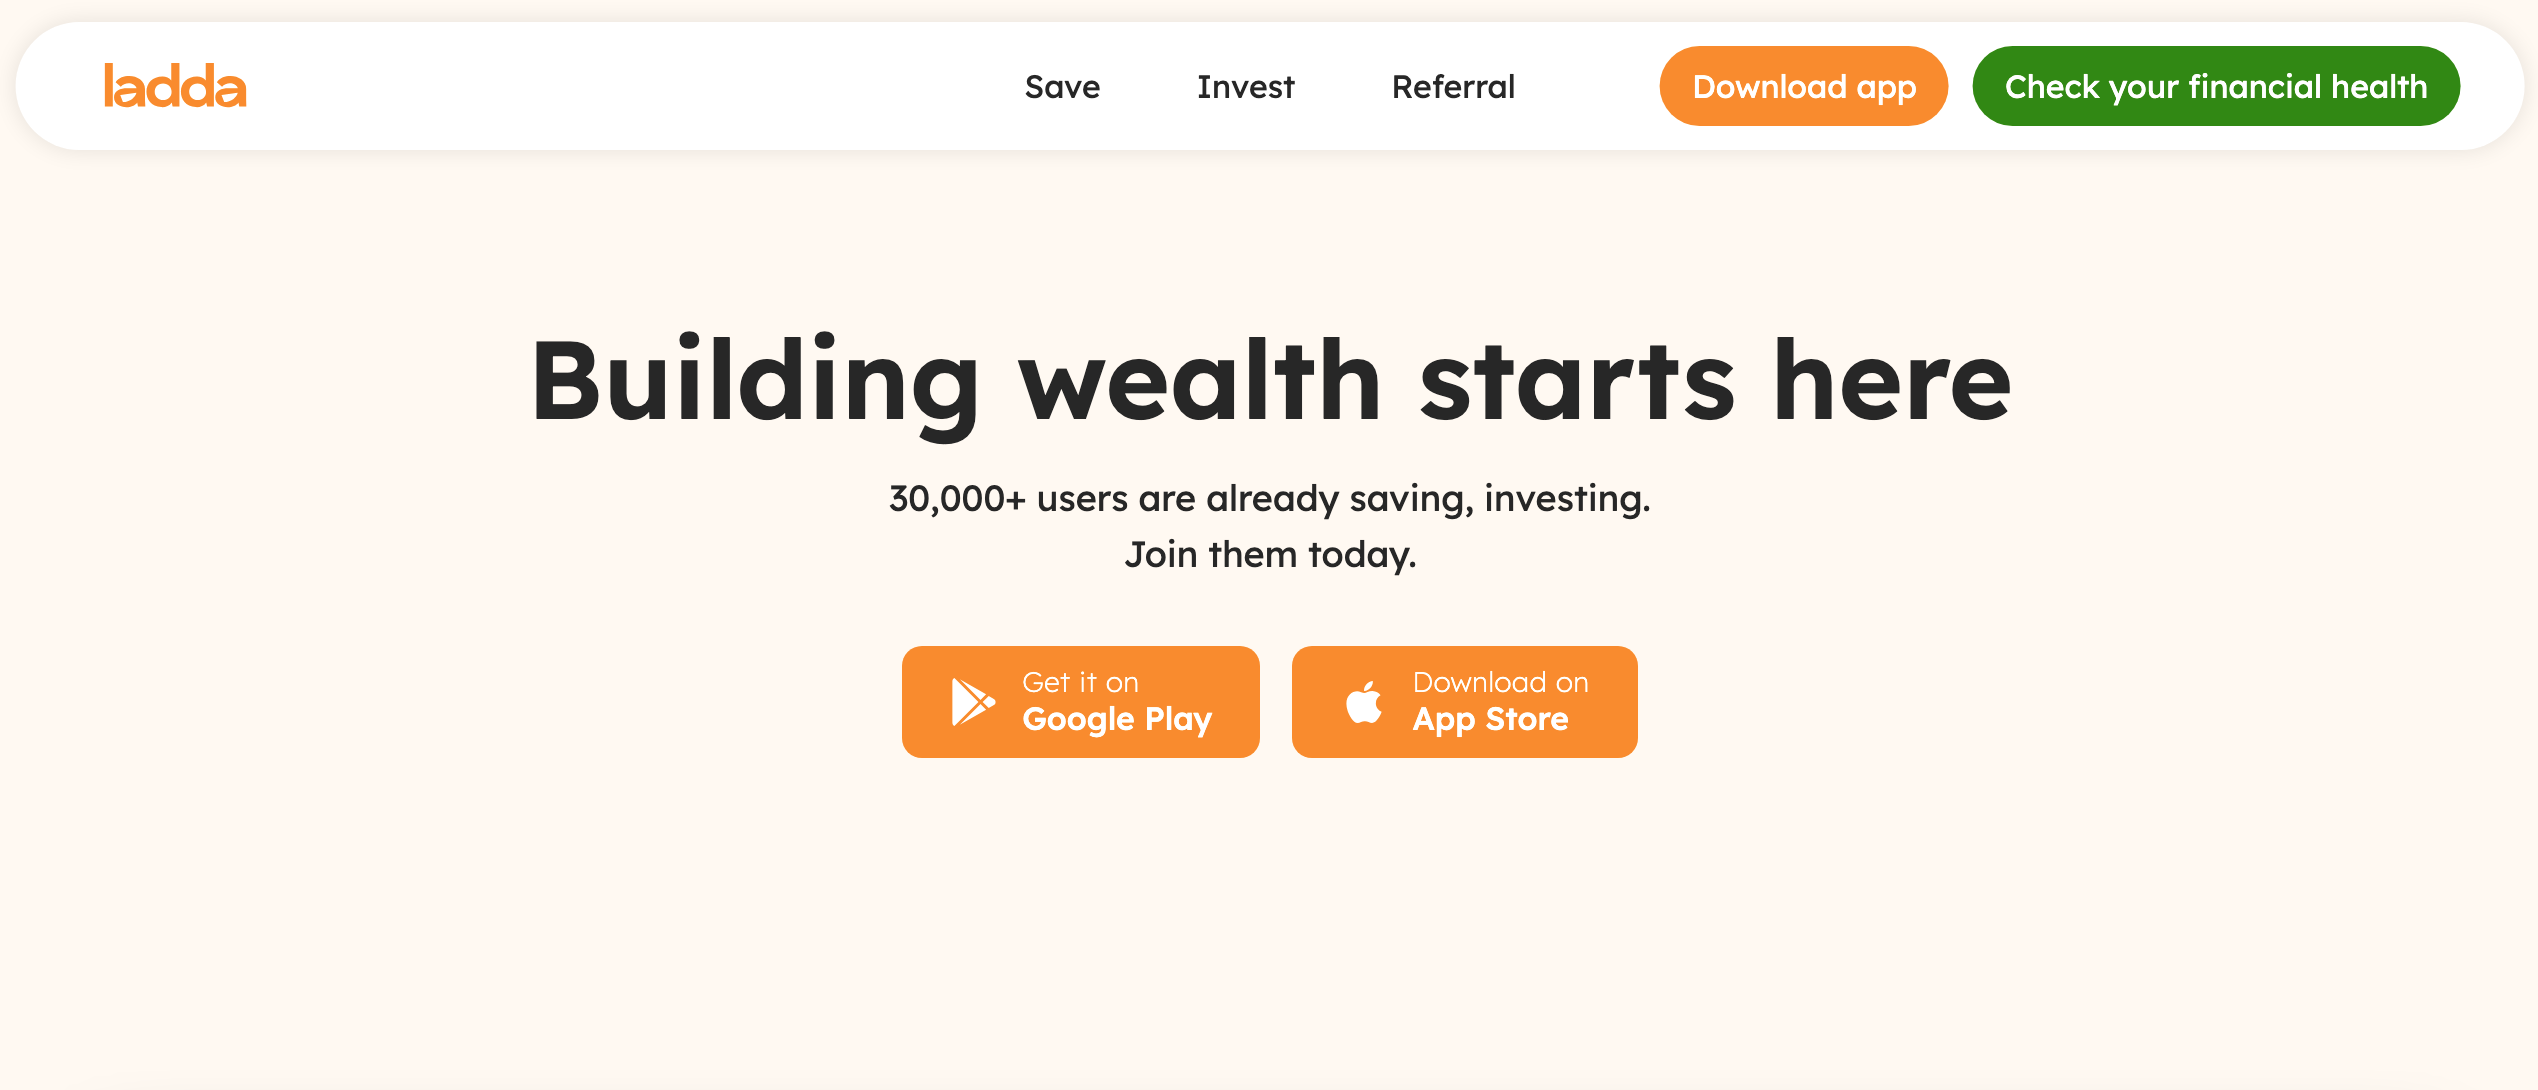 ladda
Save
Invest
Referral
Download app
Check your financial health
Building wealth starts here
30,000+ users are already saving, investing.
Join them today.
Get it on
Google Play
Download on
App Store